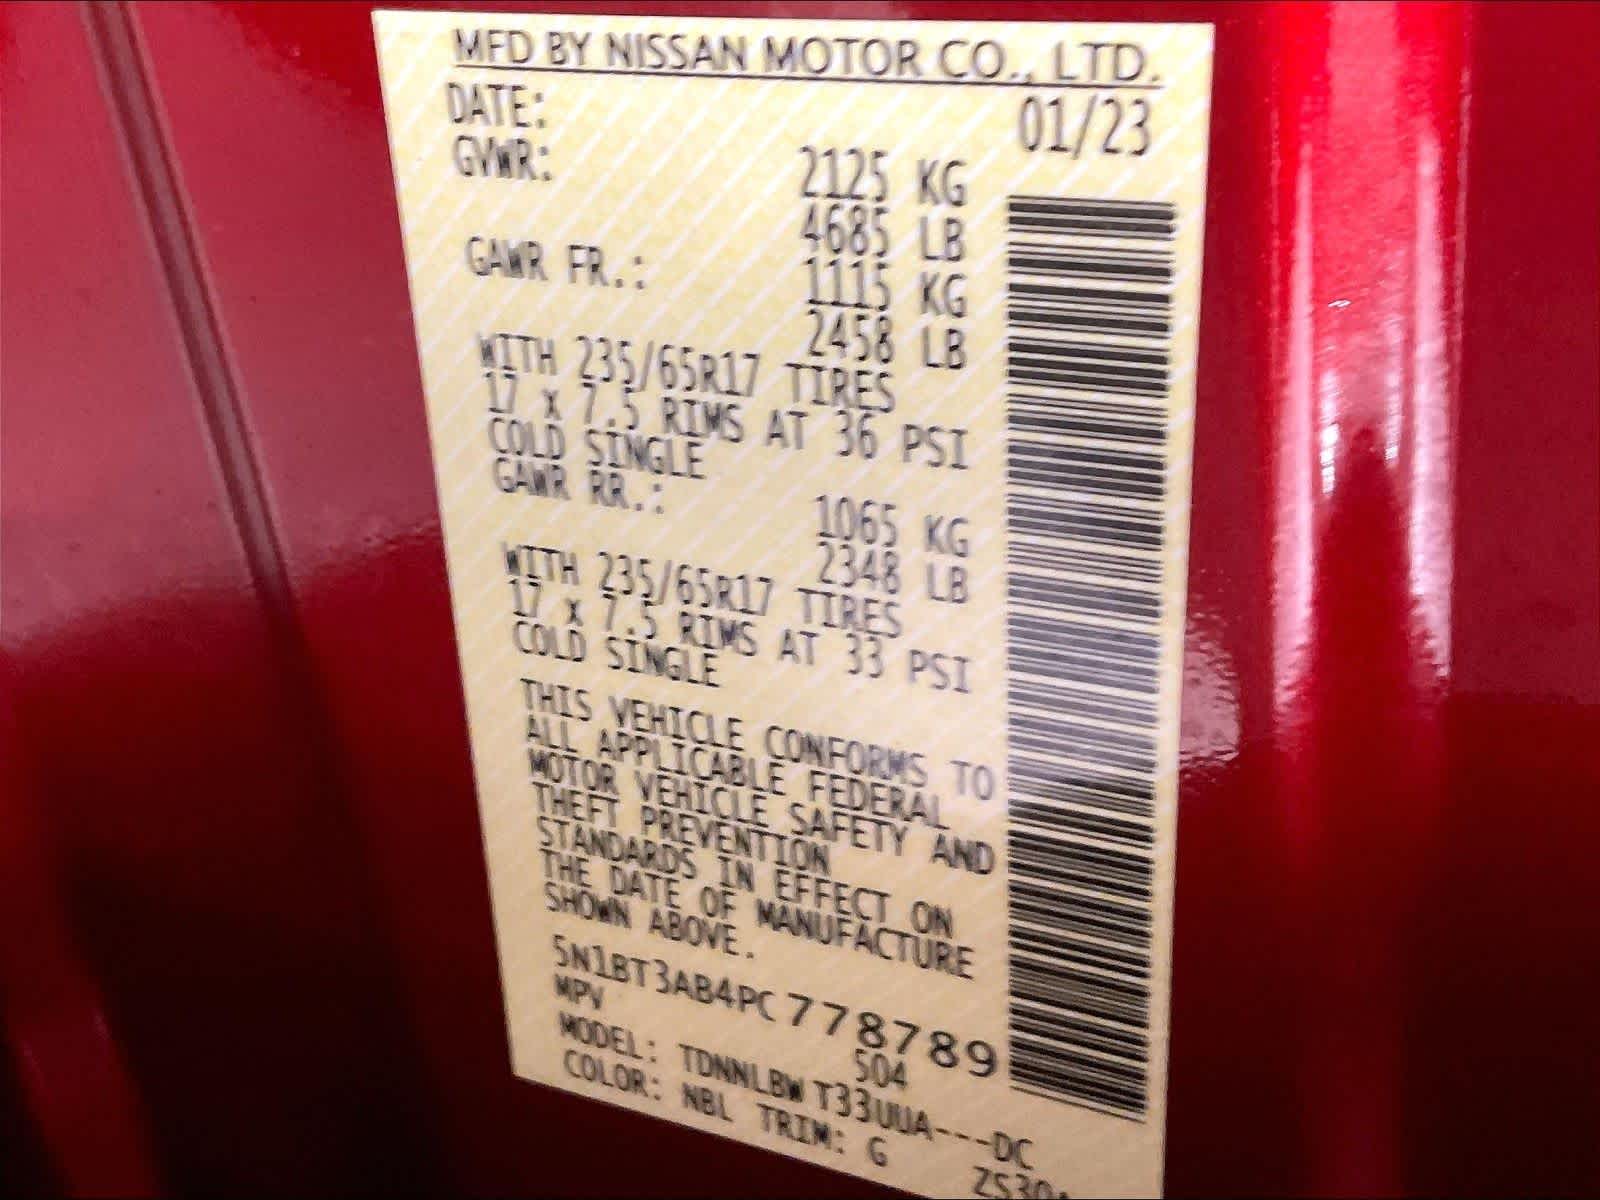 MFD BY NISSAN MOTOR CO., LTD.
DATE: 01/23
GVWR: 2125 KG
4685 LB
GAWR FR.: 1115 KG
2458 LB
WITH 235/65R17 TIRES
17 x 7.5 RIMS AT 36 PSI
COLD SINGLE
GAWR RR.: 1065 KG
2348 LB
WITH 235/65R17 TIRES
17 x 7.5 RIMS AT 33 PSI
COLD SINGLE
THIS VEHICLE CONFORMS TO
ALL APPLICABLE FEDERAL
MOTOR VEHICLE SAFETY AND
THEFT PREVENTION
STANDARDS IN EFFECT ON
THE DATE OF MANUFACTURE
SHOWN ABOVE.
5N1BT3AB4PC778789
MPV 504
MODEL: TDNNLBW T33UUA---DC
COLOR: NBL TRIM: G